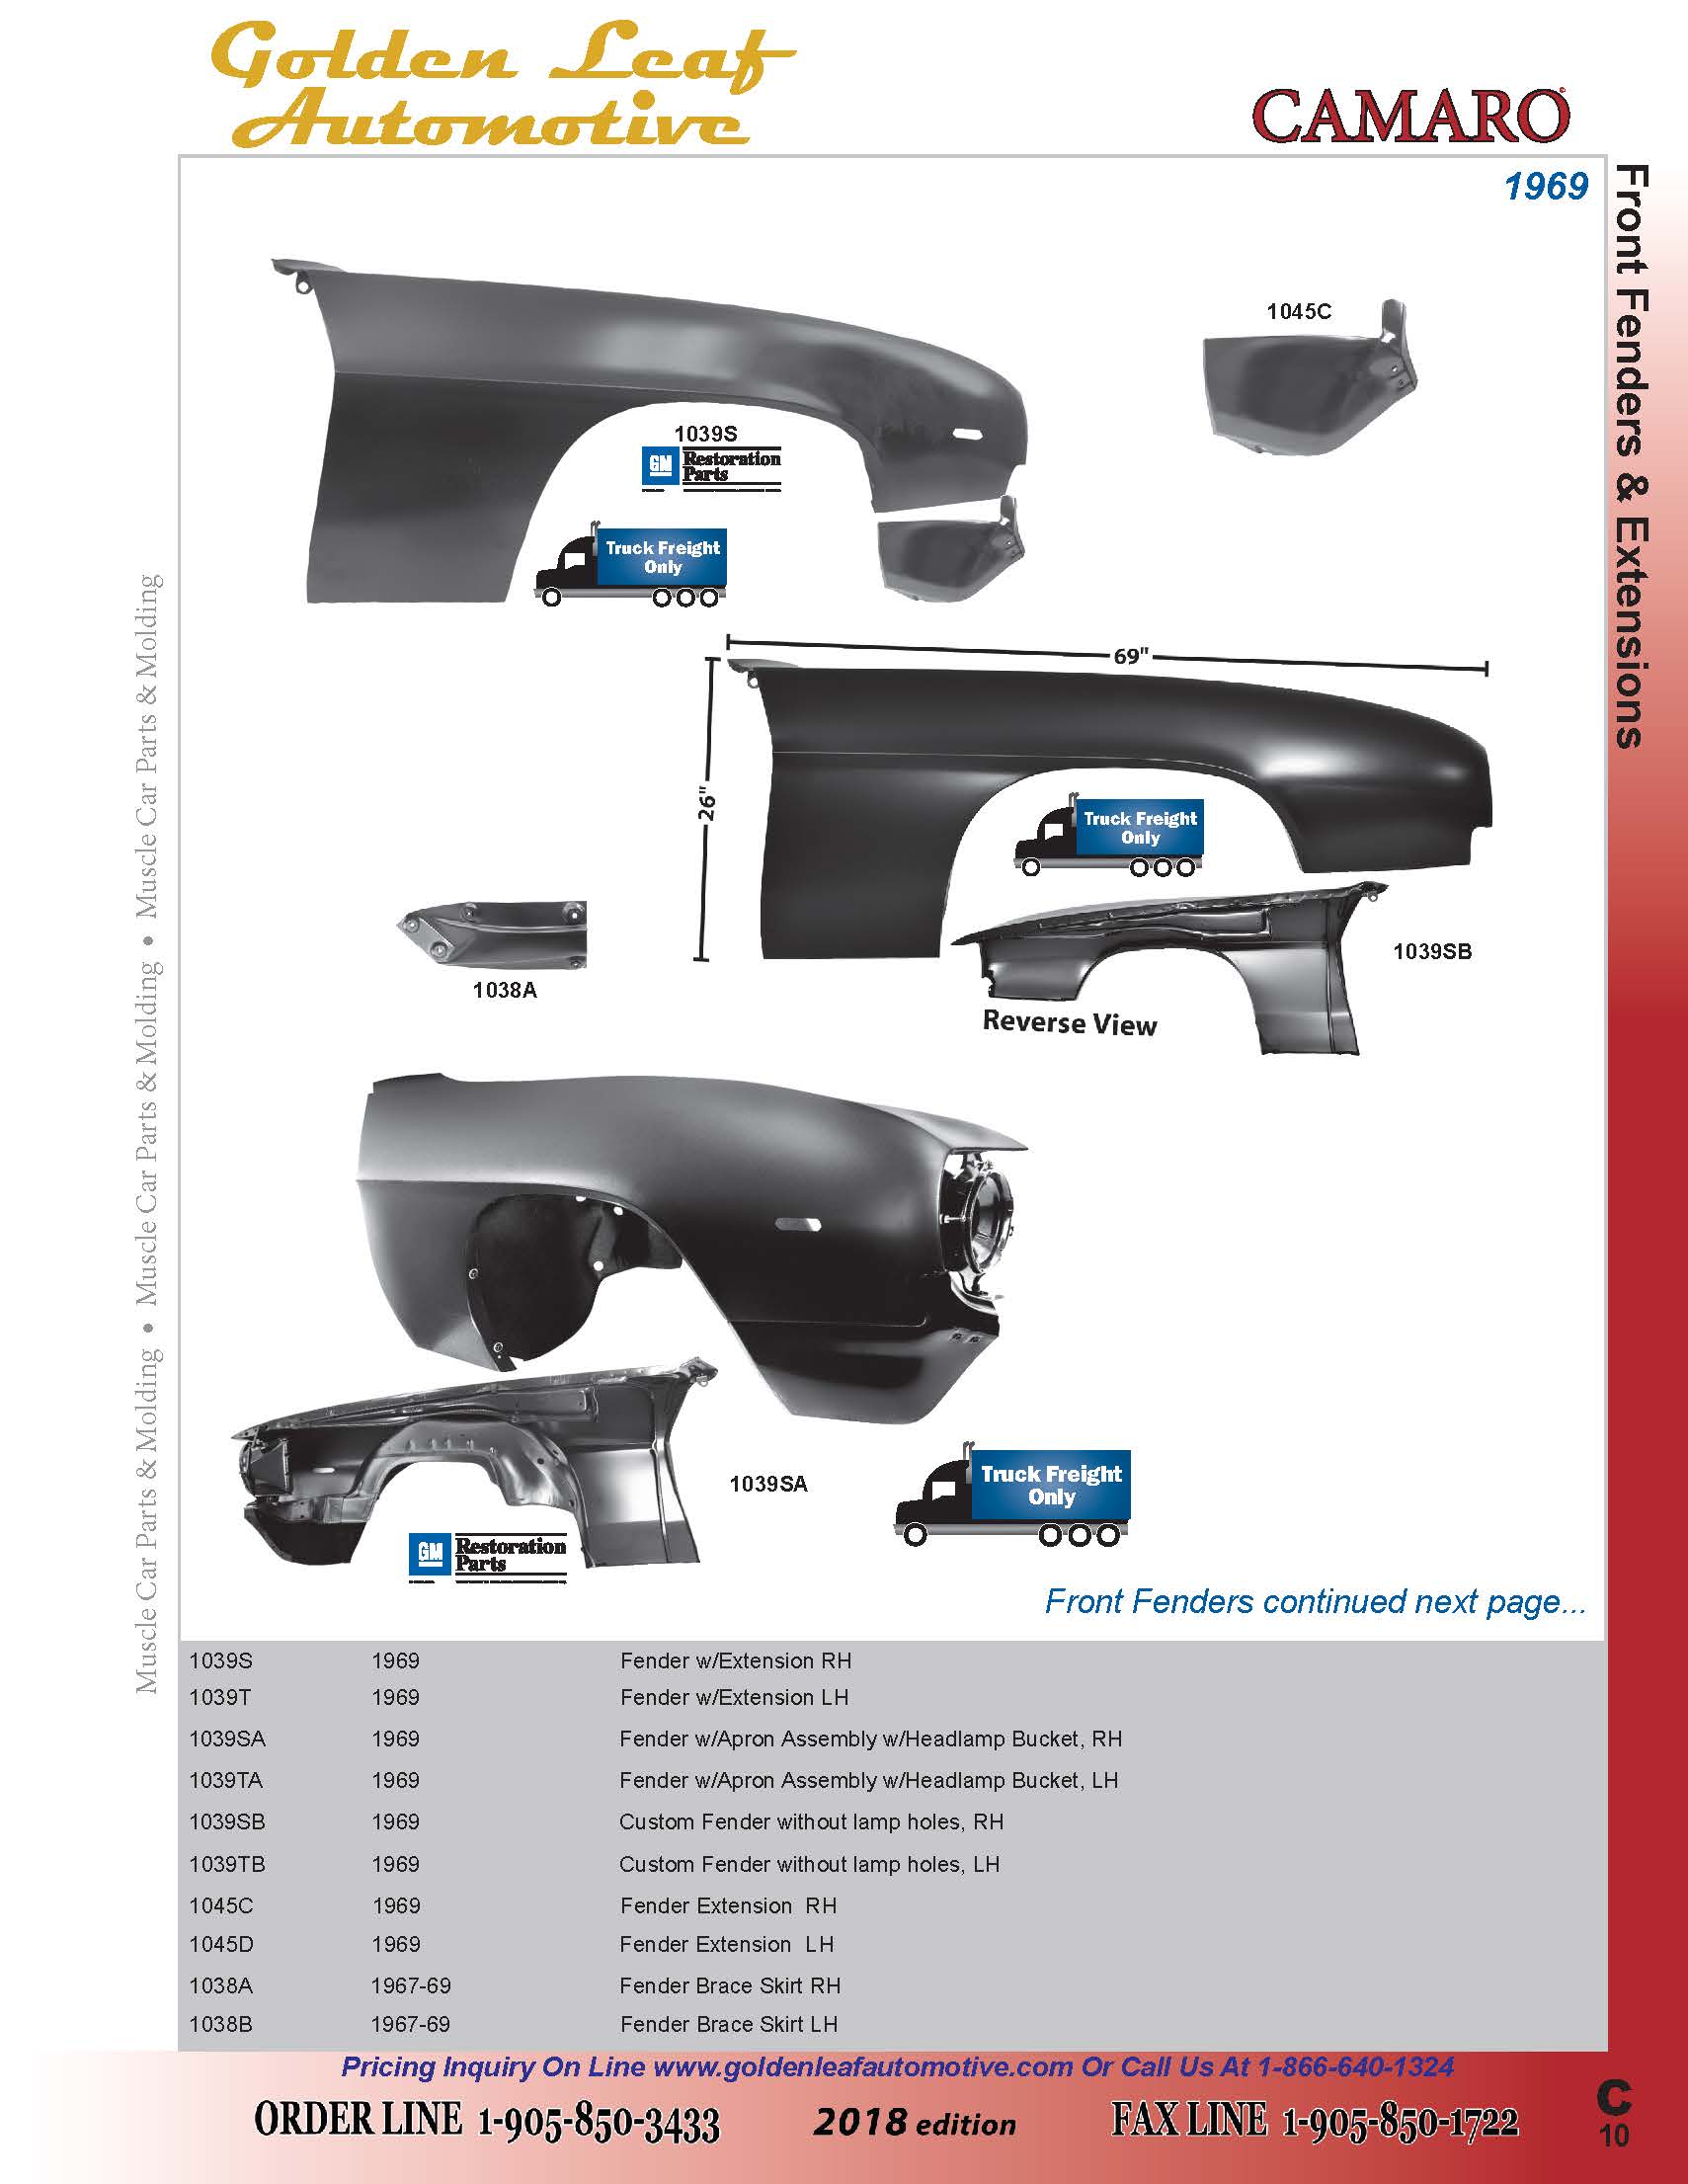 Golden Leaf
Automotive
CAMARO
1969
Front Fenders & Extensions
Muscle Car Parts & Molding • Muscle Car Parts & Molding • Muscle Car Parts & Molding
1045C
1039S
GM Restoration
Parts
Truck Freight
Only
69"
26"
Truck Freight
Only
1039SB
1038A
Reverse View
1039SA
Truck Freight
Only
GM Restoration
Parts
Front Fenders continued next page...
1039S 1969 Fender w/Extension RH
1039T 1969 Fender w/Extension LH
1039SA 1969 Fender w/Apron Assembly w/Headlamp Bucket, RH
1039TA 1969 Fender w/Apron Assembly w/Headlamp Bucket, LH
1039SB 1969 Custom Fender without lamp holes, RH
1039TB 1969 Custom Fender without lamp holes, LH
1045C 1969 Fender Extension RH
1045D 1969 Fender Extension LH
1038A 1967-69 Fender Brace Skirt RH
1038B 1967-69 Fender Brace Skirt LH
Pricing Inquiry On Line www.goldenleafautomotive.com Or Call Us At 1-866-640-1324
ORDER LINE 1-905-850-3433 2018 edition FAX LINE 1-905-850-1722
C
10